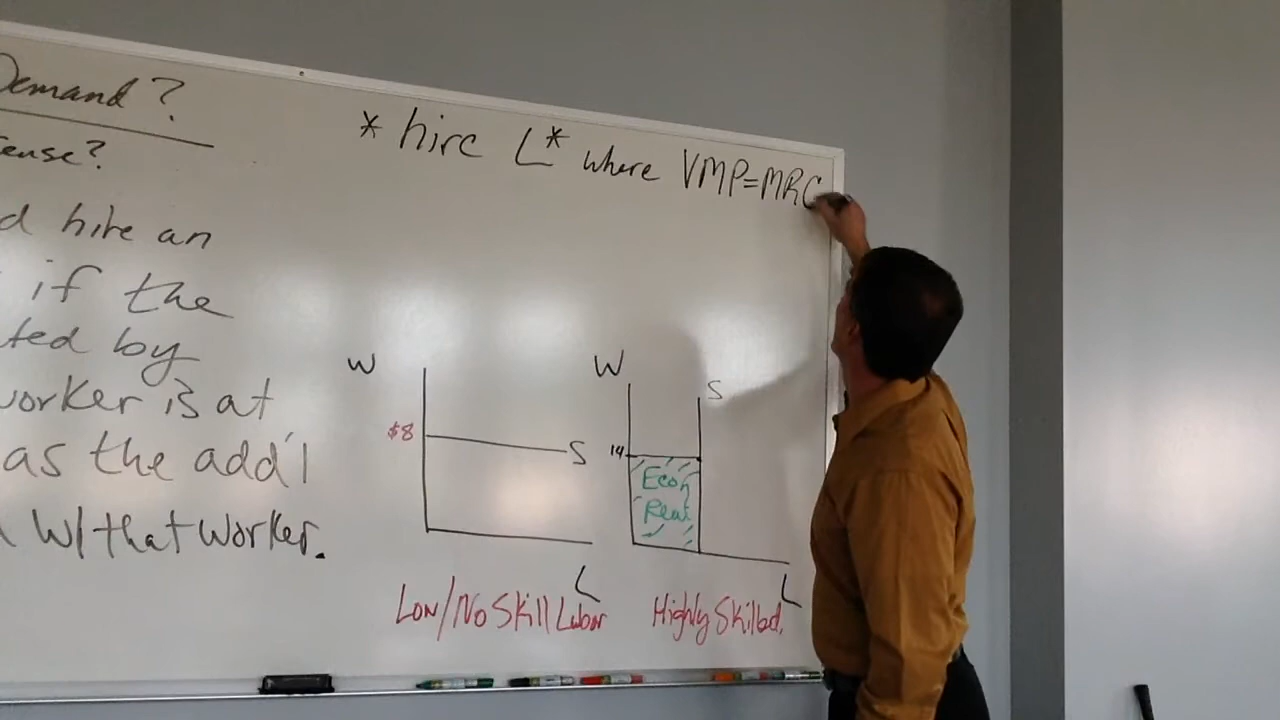 Demand?
ense?
d hire an
if the
ted by
worker is at
as the add'l
W/ that worker.
* hire L* where VMP=MRC
W
$8
S
L
Low/No Skill Labor
W
S
14
Econ
Rent
L
Highly Skilled.